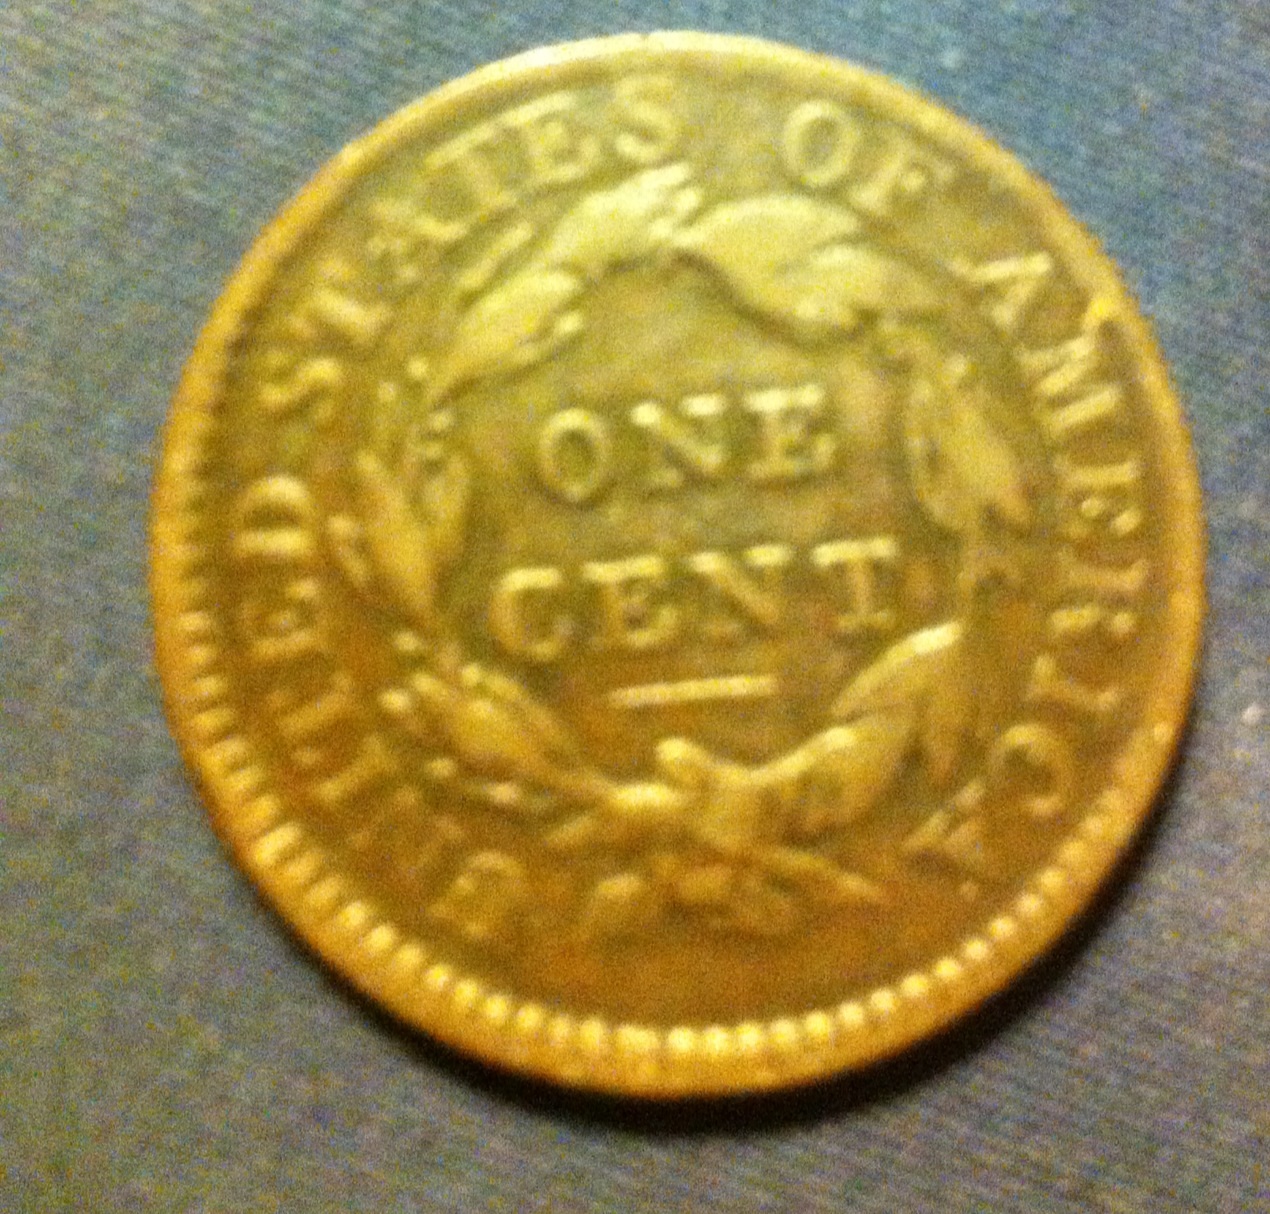 UNITED STATES OF AMERICA
ONE
CENT